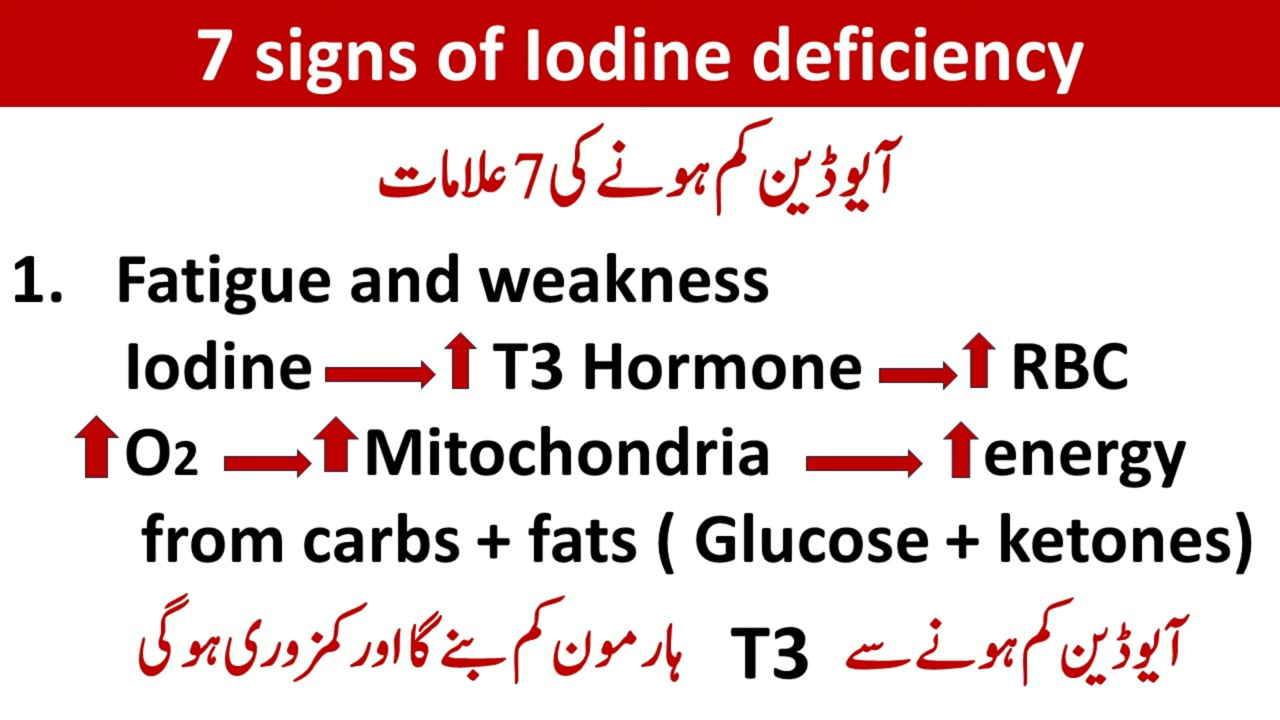 7 signs of Iodine deficiency
آیوڈین کم ہونے کی 7 علامات
1. Fatigue and weakness
Iodine → ↑ T3 Hormone → ↑ RBC
↑ O2 → ↑ Mitochondria → ↑ energy
from carbs + fats ( Glucose + ketones)
آیوڈین کم ہونے سے T3 ہارمون کم بنے گا اور کمزوری ہو گی